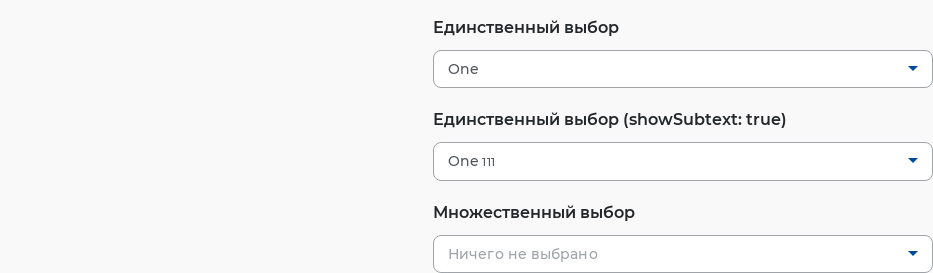 Единственный выбор
One
Единственный выбор (showSubtext: true)
One 111
Множественный выбор
Ничего не выбрано